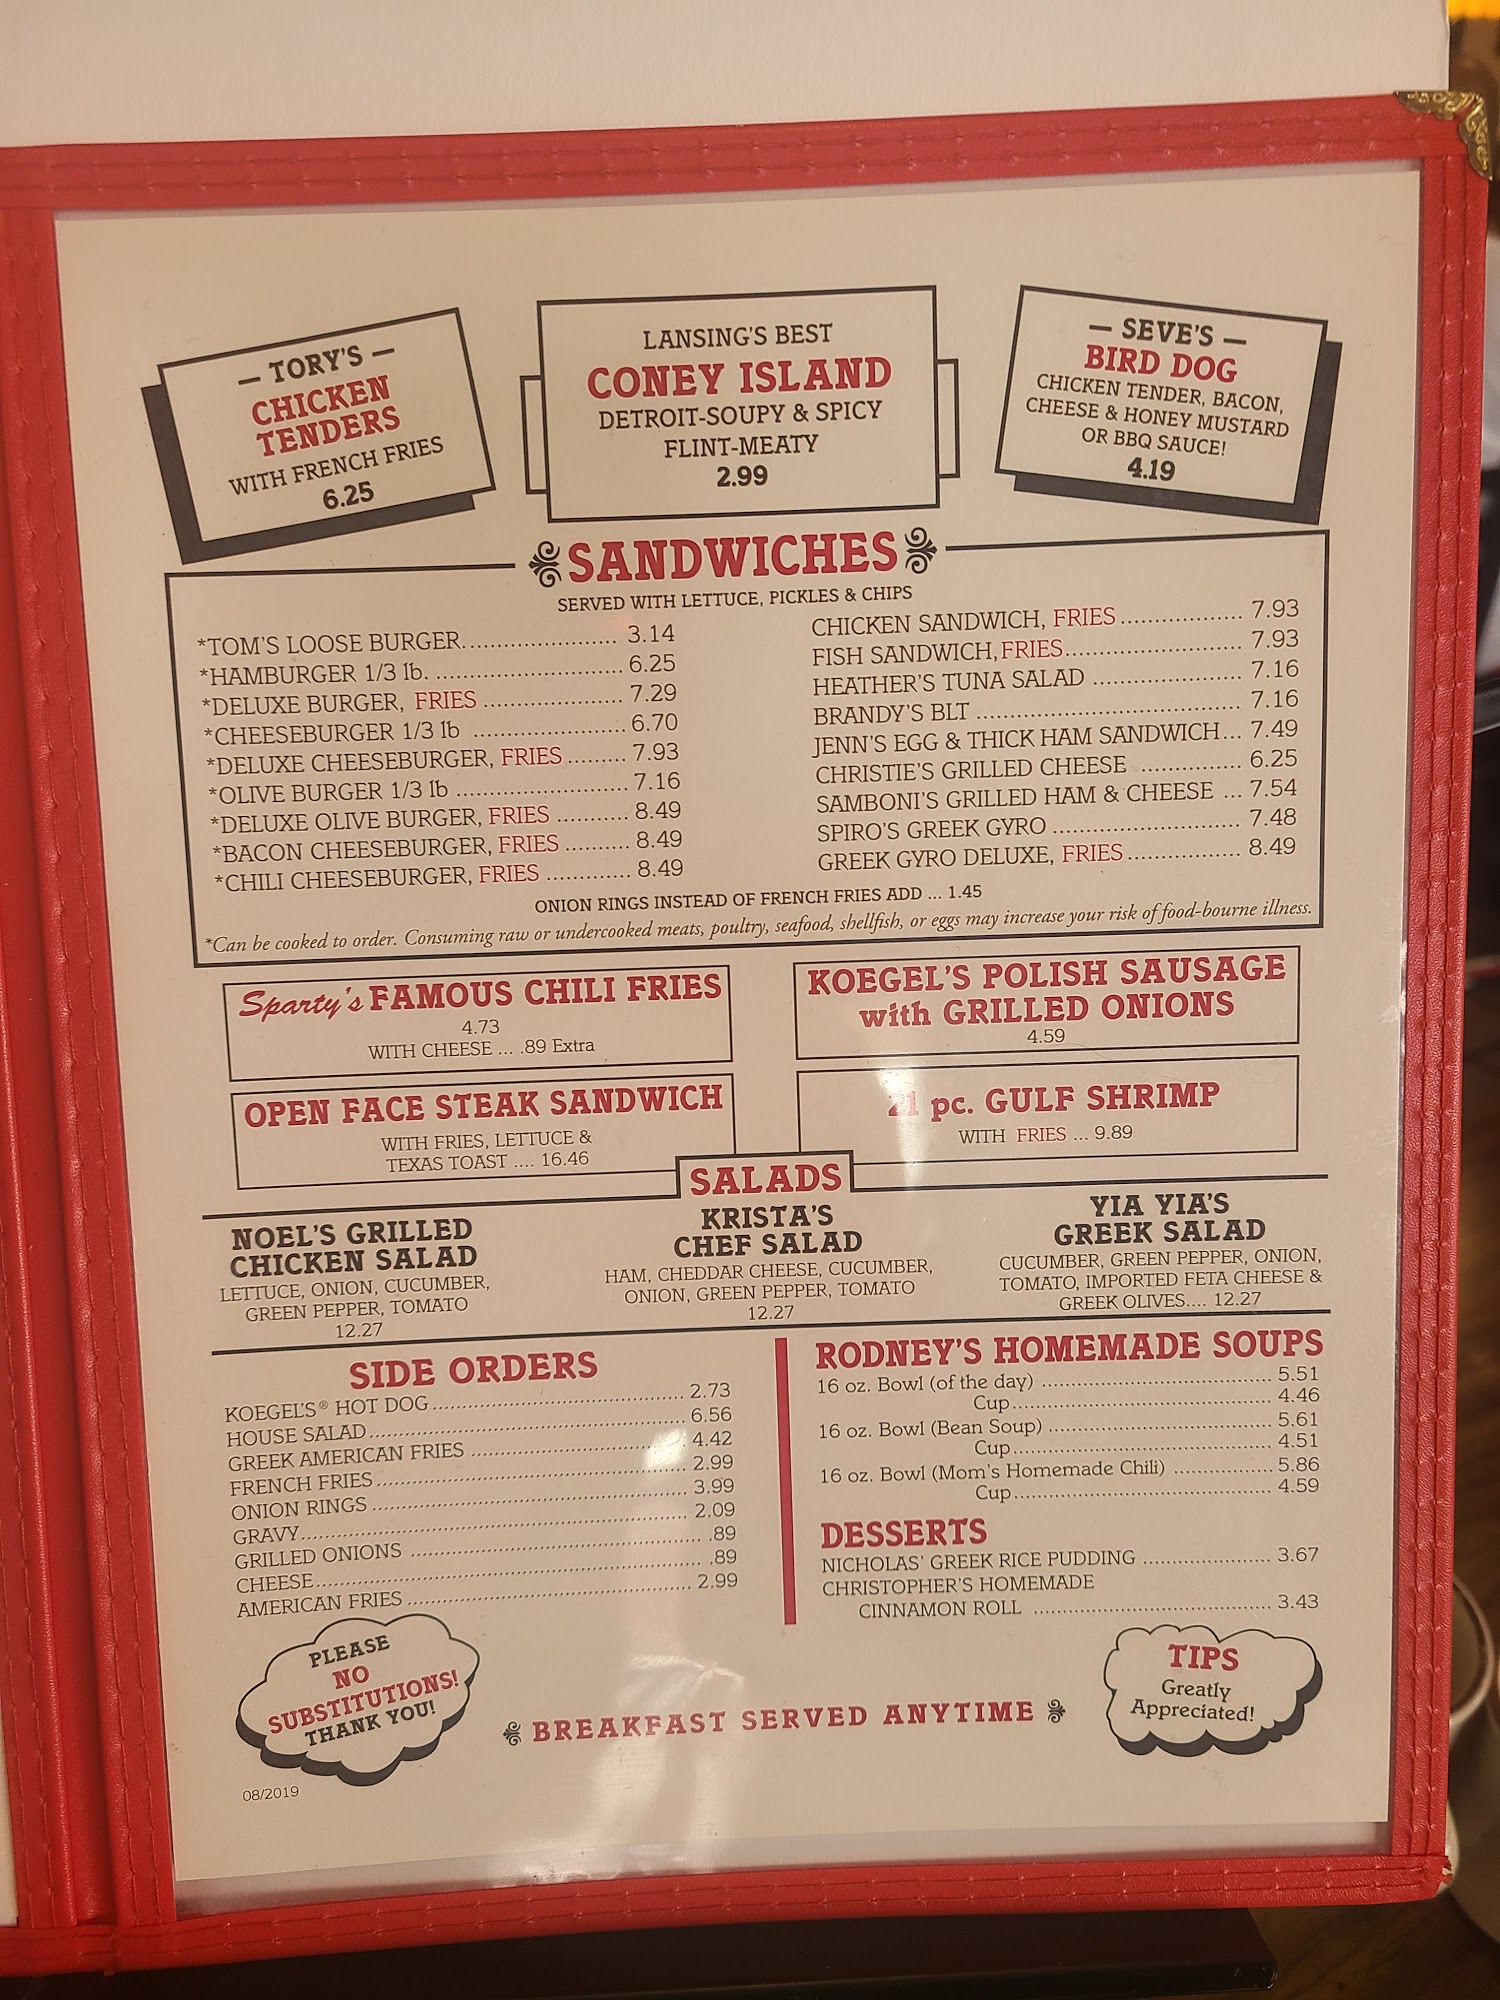 — TORY'S —
CHICKEN
TENDERS
WITH FRENCH FRIES
6.25
LANSING'S BEST
CONEY ISLAND
DETROIT-SOUPY & SPICY
FLINT-MEATY
2.99
— SEVE'S —
BIRD DOG
CHICKEN TENDER, BACON,
CHEESE & HONEY MUSTARD
OR BBQ SAUCE!
4.19
SANDWICHES
SERVED WITH LETTUCE, PICKLES & CHIPS
*TOM'S LOOSE BURGER..................... 3.14
*HAMBURGER 1/3 lb. .......................... 6.25
*DELUXE BURGER, FRIES ................... 7.29
*CHEESEBURGER 1/3 lb ..................... 6.70
*DELUXE CHEESEBURGER, FRIES ......... 7.93
*OLIVE BURGER 1/3 lb ........................ 7.16
*DELUXE OLIVE BURGER, FRIES .......... 8.49
*BACON CHEESEBURGER, FRIES ......... 8.49
*CHILI CHEESEBURGER, FRIES ............ 8.49
CHICKEN SANDWICH, FRIES.................. 7.93
FISH SANDWICH, FRIES......................... 7.93
HEATHER'S TUNA SALAD ..................... 7.16
BRANDY'S BLT ..................................... 7.16
JENN'S EGG & THICK HAM SANDWICH... 7.49
CHRISTIE'S GRILLED CHEESE .............. 6.25
SAMBONI'S GRILLED HAM & CHEESE ... 7.54
SPIRO'S GREEK GYRO .......................... 7.48
GREEK GYRO DELUXE, FRIES................ 8.49
ONION RINGS INSTEAD OF FRENCH FRIES ADD ... 1.45
*Can be cooked to order. Consuming raw or undercooked meats, poultry, seafood, shellfish, or eggs may increase your risk of food-bourne illness.
Sparty's FAMOUS CHILI FRIES
4.73
WITH CHEESE ... .89 Extra
KOEGEL'S POLISH SAUSAGE
with GRILLED ONIONS
4.59
OPEN FACE STEAK SANDWICH
WITH FRIES, LETTUCE &
TEXAS TOAST .... 16.46
21 pc. GULF SHRIMP
WITH FRIES ... 9.89
SALADS
NOEL'S GRILLED
CHICKEN SALAD
LETTUCE, ONION, CUCUMBER,
GREEN PEPPER, TOMATO
12.27
KRISTA'S
CHEF SALAD
HAM, CHEDDAR CHEESE, CUCUMBER,
ONION, GREEN PEPPER, TOMATO
12.27
YIA YIA'S
GREEK SALAD
CUCUMBER, GREEN PEPPER, ONION,
TOMATO, IMPORTED FETA CHEESE &
GREEK OLIVES.... 12.27
SIDE ORDERS
KOEGEL'S® HOT DOG........................................ 2.73
HOUSE SALAD.................................................. 6.56
GREEK AMERICAN FRIES ................................ 4.42
FRENCH FRIES ................................................. 2.99
ONION RINGS .................................................. 3.99
GRAVY............................................................. 2.09
GRILLED ONIONS ............................................. .89
CHEESE............................................................. .89
AMERICAN FRIES ............................................. 2.99
RODNEY'S HOMEMADE SOUPS
16 oz. Bowl (of the day) ..................................... 5.51
Cup.......................................... 4.46
16 oz. Bowl (Bean Soup) .................................... 5.61
Cup.......................................... 4.51
16 oz. Bowl (Mom's Homemade Chili) ................ 5.86
Cup.......................................... 4.59
DESSERTS
NICHOLAS' GREEK RICE PUDDING .................... 3.67
CHRISTOPHER'S HOMEMADE
CINNAMON ROLL ...................................... 3.43
PLEASE
NO
SUBSTITUTIONS!
THANK YOU!
BREAKFAST SERVED ANYTIME
TIPS
Greatly
Appreciated!
08/2019